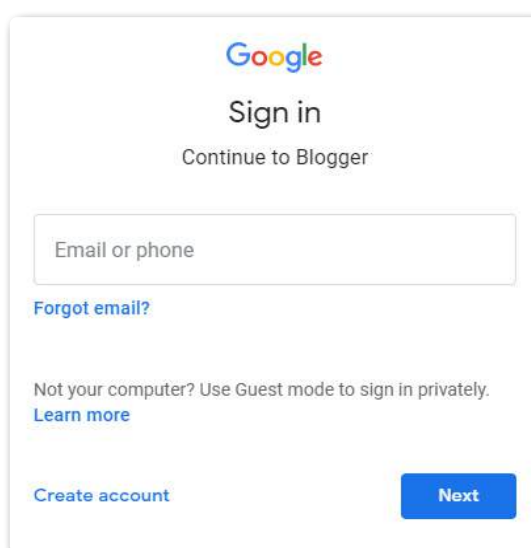 Google
Sign in
Continue to Blogger
Email or phone
Forgot email?
Not your computer? Use Guest mode to sign in privately.
Learn more
Create account
Next